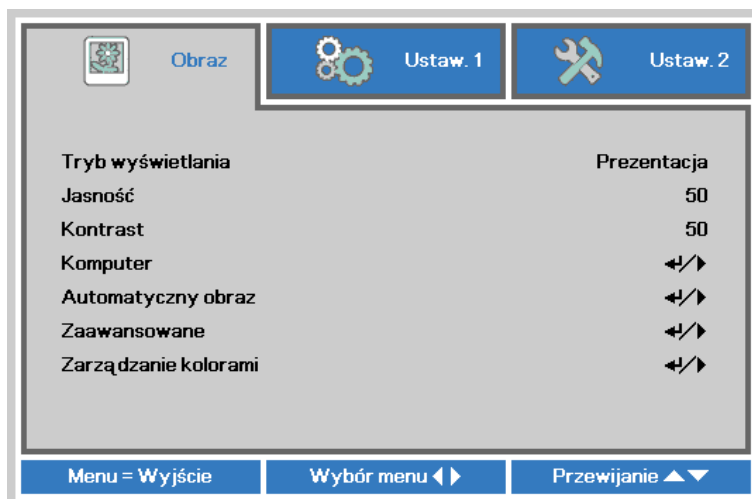 Obraz Ustaw. 1 Ustaw. 2
Tryb wyświetlania Prezentacja
Jasność 50
Kontrast 50
Komputer ↵/▶
Automatyczny obraz ↵/▶
Zaawansowane ↵/▶
Zarządzanie kolorami ↵/▶
Menu = Wyjście Wybór menu ◀▶ Przewijanie ▲▼